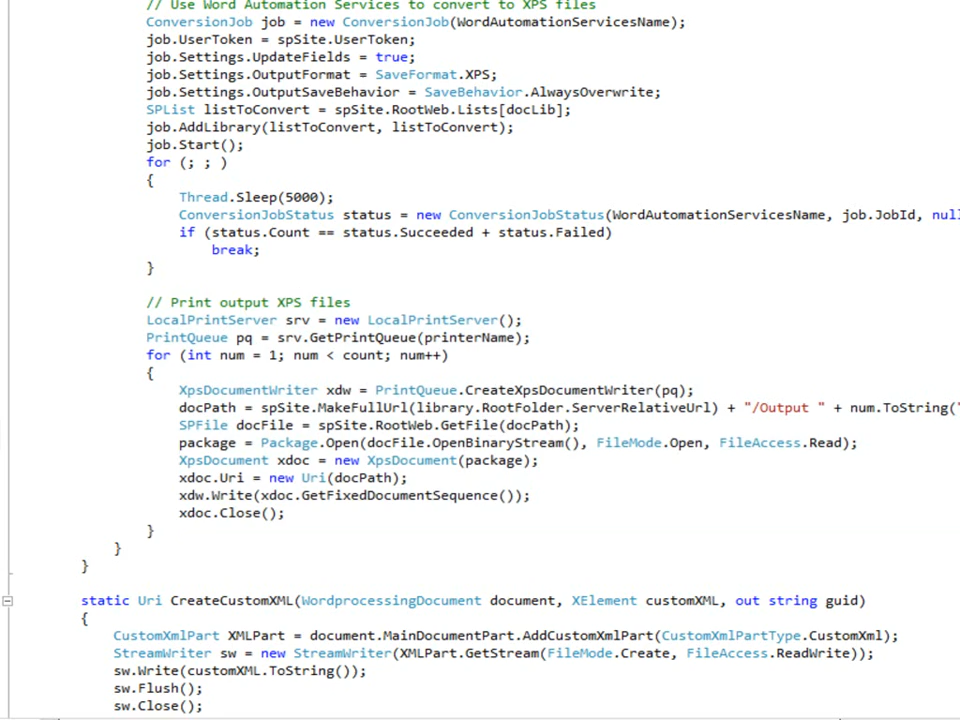 // Use Word Automation Services to convert to XPS files
ConversionJob job = new ConversionJob(WordAutomationServicesName);
job.UserToken = spSite.UserToken;
job.Settings.UpdateFields = true;
job.Settings.OutputFormat = SaveFormat.XPS;
job.Settings.OutputSaveBehavior = SaveBehavior.AlwaysOverwrite;
SPList listToConvert = spSite.RootWeb.Lists[docLib];
job.AddLibrary(listToConvert, listToConvert);
job.Start();
for (; ; )
{
Thread.Sleep(5000);
ConversionJobStatus status = new ConversionJobStatus(WordAutomationServicesName, job.JobId, null
if (status.Count == status.Succeeded + status.Failed)
break;
}
// Print output XPS files
LocalPrintServer srv = new LocalPrintServer();
PrintQueue pq = srv.GetPrintQueue(printerName);
for (int num = 1; num < count; num++)
{
XpsDocumentWriter xdw = PrintQueue.CreateXpsDocumentWriter(pq);
docPath = spSite.MakeFullUrl(library.RootFolder.ServerRelativeUrl) + "/Output " + num.ToString("
SPFile docFile = spSite.RootWeb.GetFile(docPath);
package = Package.Open(docFile.OpenBinaryStream(), FileMode.Open, FileAccess.Read);
XpsDocument xdoc = new XpsDocument(package);
xdoc.Uri = new Uri(docPath);
xdw.Write(xdoc.GetFixedDocumentSequence());
xdoc.Close();
}
}
}
static Uri CreateCustomXML(WordprocessingDocument document, XElement customXML, out string guid)
{
CustomXmlPart XMLPart = document.MainDocumentPart.AddCustomXmlPart(CustomXmlPartType.CustomXml);
StreamWriter sw = new StreamWriter(XMLPart.GetStream(FileMode.Create, FileAccess.ReadWrite));
sw.Write(customXML.ToString());
sw.Flush();
sw.Close();